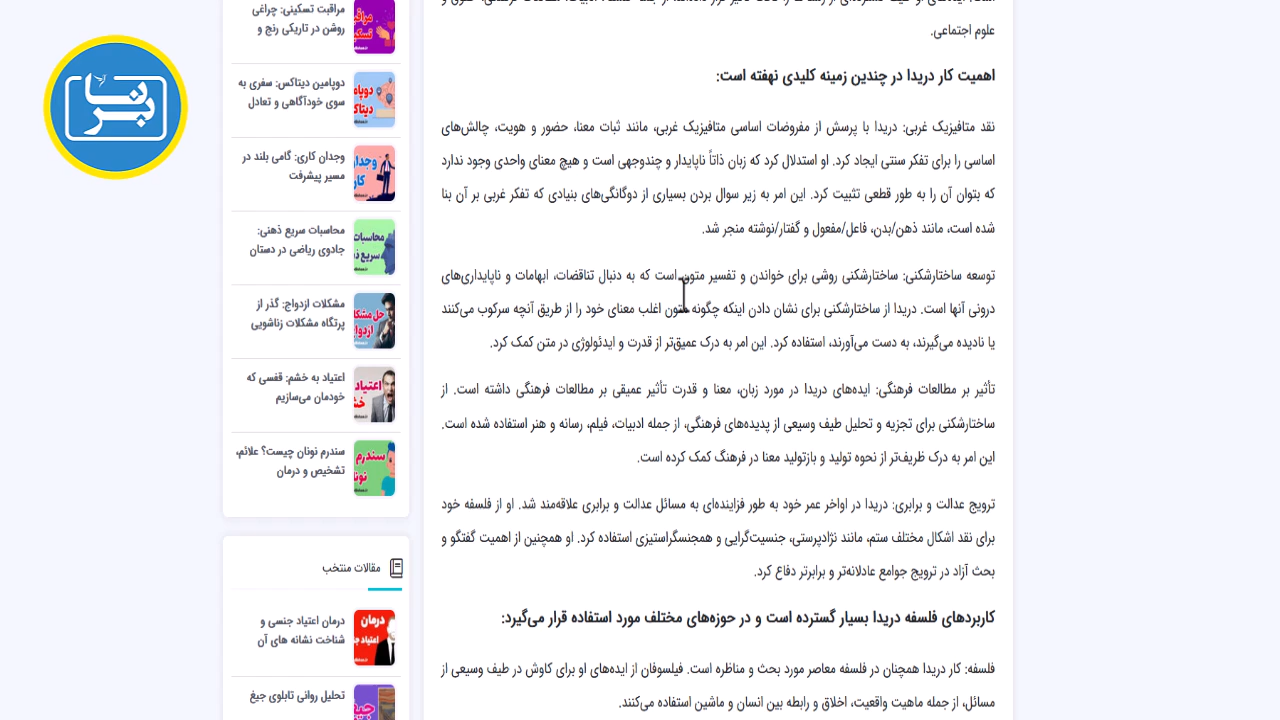 علوم اجتماعی.
اهمیت کار دریدا در چندین زمینه کلیدی نهفته است:
نقد متافیزیک غربی: دریدا با پرسش از مفروضات اساسی متافیزیک غربی، مانند ثبات معنا، حضور و هویت، چالش‌های
اساسی را برای تفکر سنتی ایجاد کرد. او استدلال کرد که زبان ذاتاً ناپایدار و چندوجهی است و هیچ معنای واحدی وجود ندارد
که بتوان آن را به طور قطعی تثبیت کرد. این امر به زیر سوال بردن بسیاری از دوگانگی‌های بنیادی که تفکر غربی بر آن بنا
شده است، مانند ذهن/بدن، فاعل/مفعول و گفتار/نوشته منجر شد.
توسعه ساختارشکنی: ساختارشکنی روشی برای خواندن و تفسیر متون است که به دنبال تناقضات، ابهامات و ناپایداری‌های
درونی آنها است. دریدا از ساختارشکنی برای نشان دادن اینکه چگونه متون اغلب معنای خود را از طریق آنچه سرکوب می‌کنند
یا نادیده می‌گیرند، به دست می‌آورند، استفاده کرد. این امر به درک عمیق‌تر از قدرت و ایدئولوژی در متن کمک کرد.
تأثیر بر مطالعات فرهنگی: ایده‌های دریدا در مورد زبان، معنا و قدرت تأثیر عمیقی بر مطالعات فرهنگی داشته است. از
ساختارشکنی برای تجزیه و تحلیل طیف وسیعی از پدیده‌های فرهنگی، از جمله ادبیات، فیلم، رسانه و هنر استفاده شده است.
این امر به درک ظریف‌تر از نحوه تولید و بازتولید معنا در فرهنگ کمک کرده است.
ترویج عدالت و برابری: دریدا در اواخر عمر خود به طور فزاینده‌ای به مسائل عدالت و برابری علاقه‌مند شد. او از فلسفه خود
برای نقد اشکال مختلف ستم، مانند نژادپرستی، جنسیت‌گرایی و همجنسگراستیزی استفاده کرد. او همچنین از اهمیت گفتگو و
بحث آزاد در ترویج جوامع عادلانه‌تر و برابرتر دفاع کرد.
کاربردهای فلسفه دریدا بسیار گسترده است و در حوزه‌های مختلف مورد استفاده قرار می‌گیرد:
فلسفه: کار دریدا همچنان در فلسفه معاصر مورد بحث و مناظره است. فیلسوفان از ایده‌های او برای کاوش در طیف وسیعی از
مسائل، از جمله ماهیت واقعیت، اخلاق و رابطه بین انسان و ماشین استفاده می‌کنند.
مراقبت تسکینی: چراغی
روشن در تاریکی رنج و
دوپامین دیتاکس: سفری به
سوی خودآگاهی و تعادل
وجدان کاری: گامی بلند در
مسیر پیشرفت
محاسبات سریع ذهنی:
جادوی ریاضی در دستان
مشکلات ازدواج: گذر از
پرتگاه مشکلات زناشویی
اعتیاد به خشم: قفسی که
خودمان می‌سازیم
سندرم نونان چیست؟ علائم،
تشخیص و درمان
مقالات منتخب
درمان اعتیاد جنسی و
شناخت نشانه های آن
تحلیل روانی تابلوی جیغ
برنا